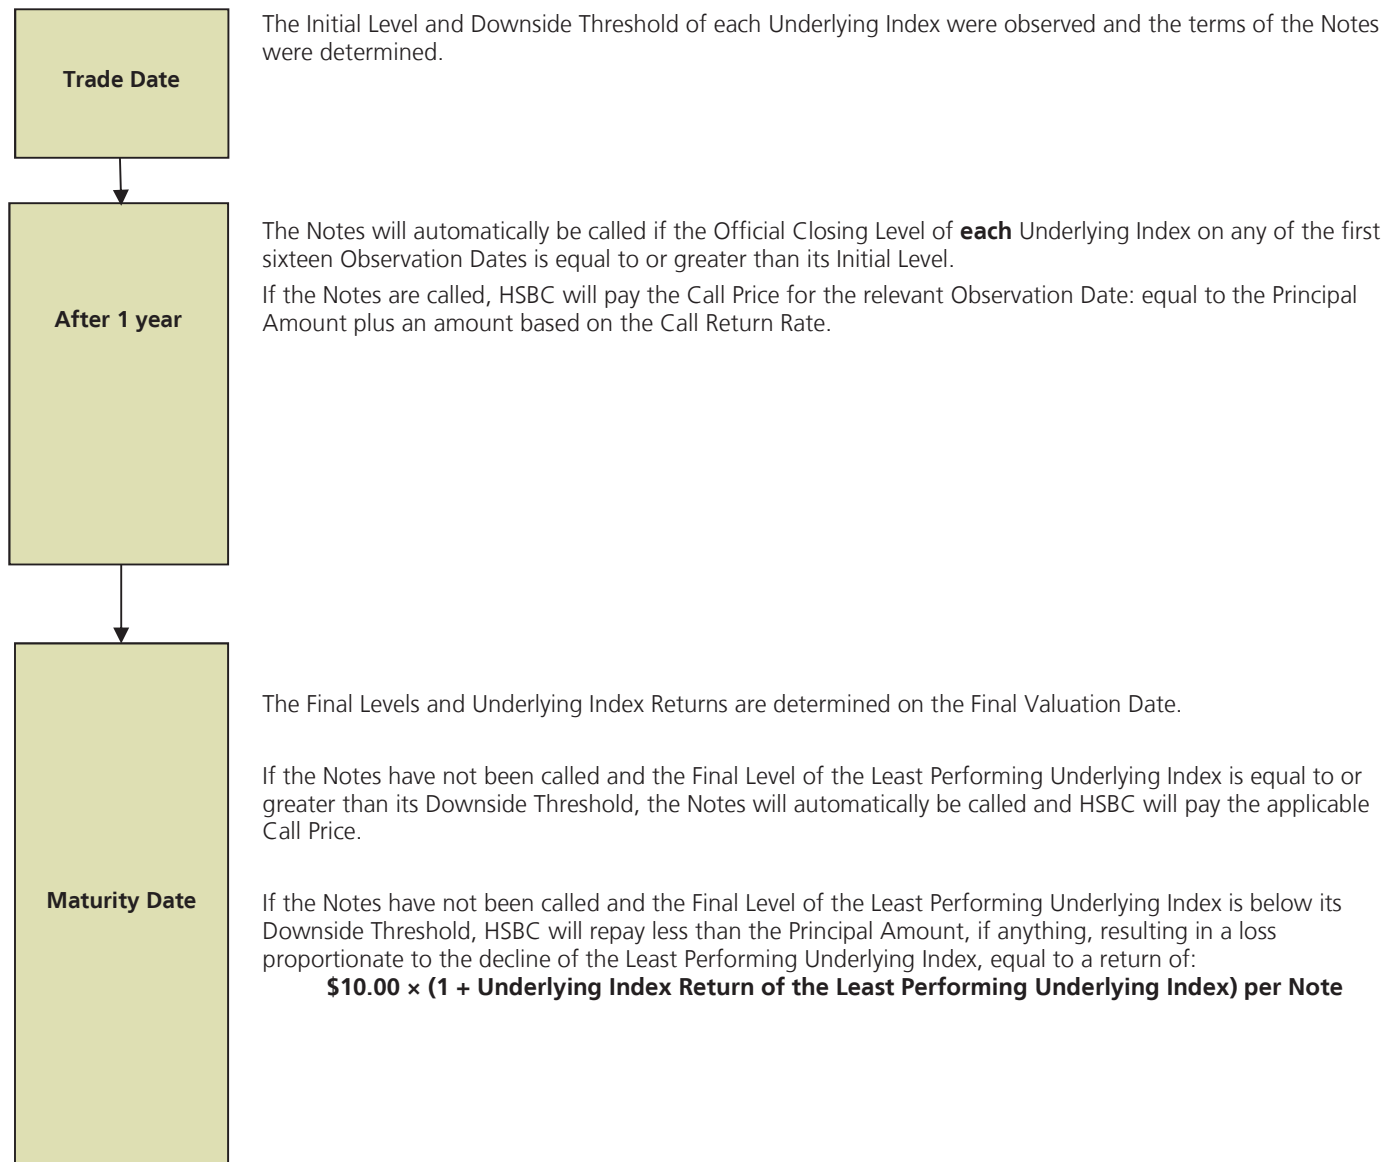 The Initial Level and Downside Threshold of each Underlying Index were observed and the terms of the Notes
were determined.
Trade Date
The Notes will automatically be called if the Official Closing Level of each Underlying Index on any of the first
sixteen Observation Dates is equal to or greater than its Initial Level.
If the Notes are called, HSBC will pay the Call Price for the relevant Observation Date: equal to the Principal
Amount plus an amount based on the Call Return Rate.
After 1 year
The Final Levels and Underlying Index Returns are determined on the Final Valuation Date.
If the Notes have not been called and the Final Level of the Least Performing Underlying Index is equal to or
greater than its Downside Threshold, the Notes will automatically be called and HSBC will pay the applicable
Call Price.
Maturity Date
If the Notes have not been called and the Final Level of the Least Performing Underlying Index is below its
Downside Threshold, HSBC will repay less than the Principal Amount, if anything, resulting in a loss
proportionate to the decline of the Least Performing Underlying Index, equal to a return of:
$10.00 × (1 + Underlying Index Return of the Least Performing Underlying Index) per Note